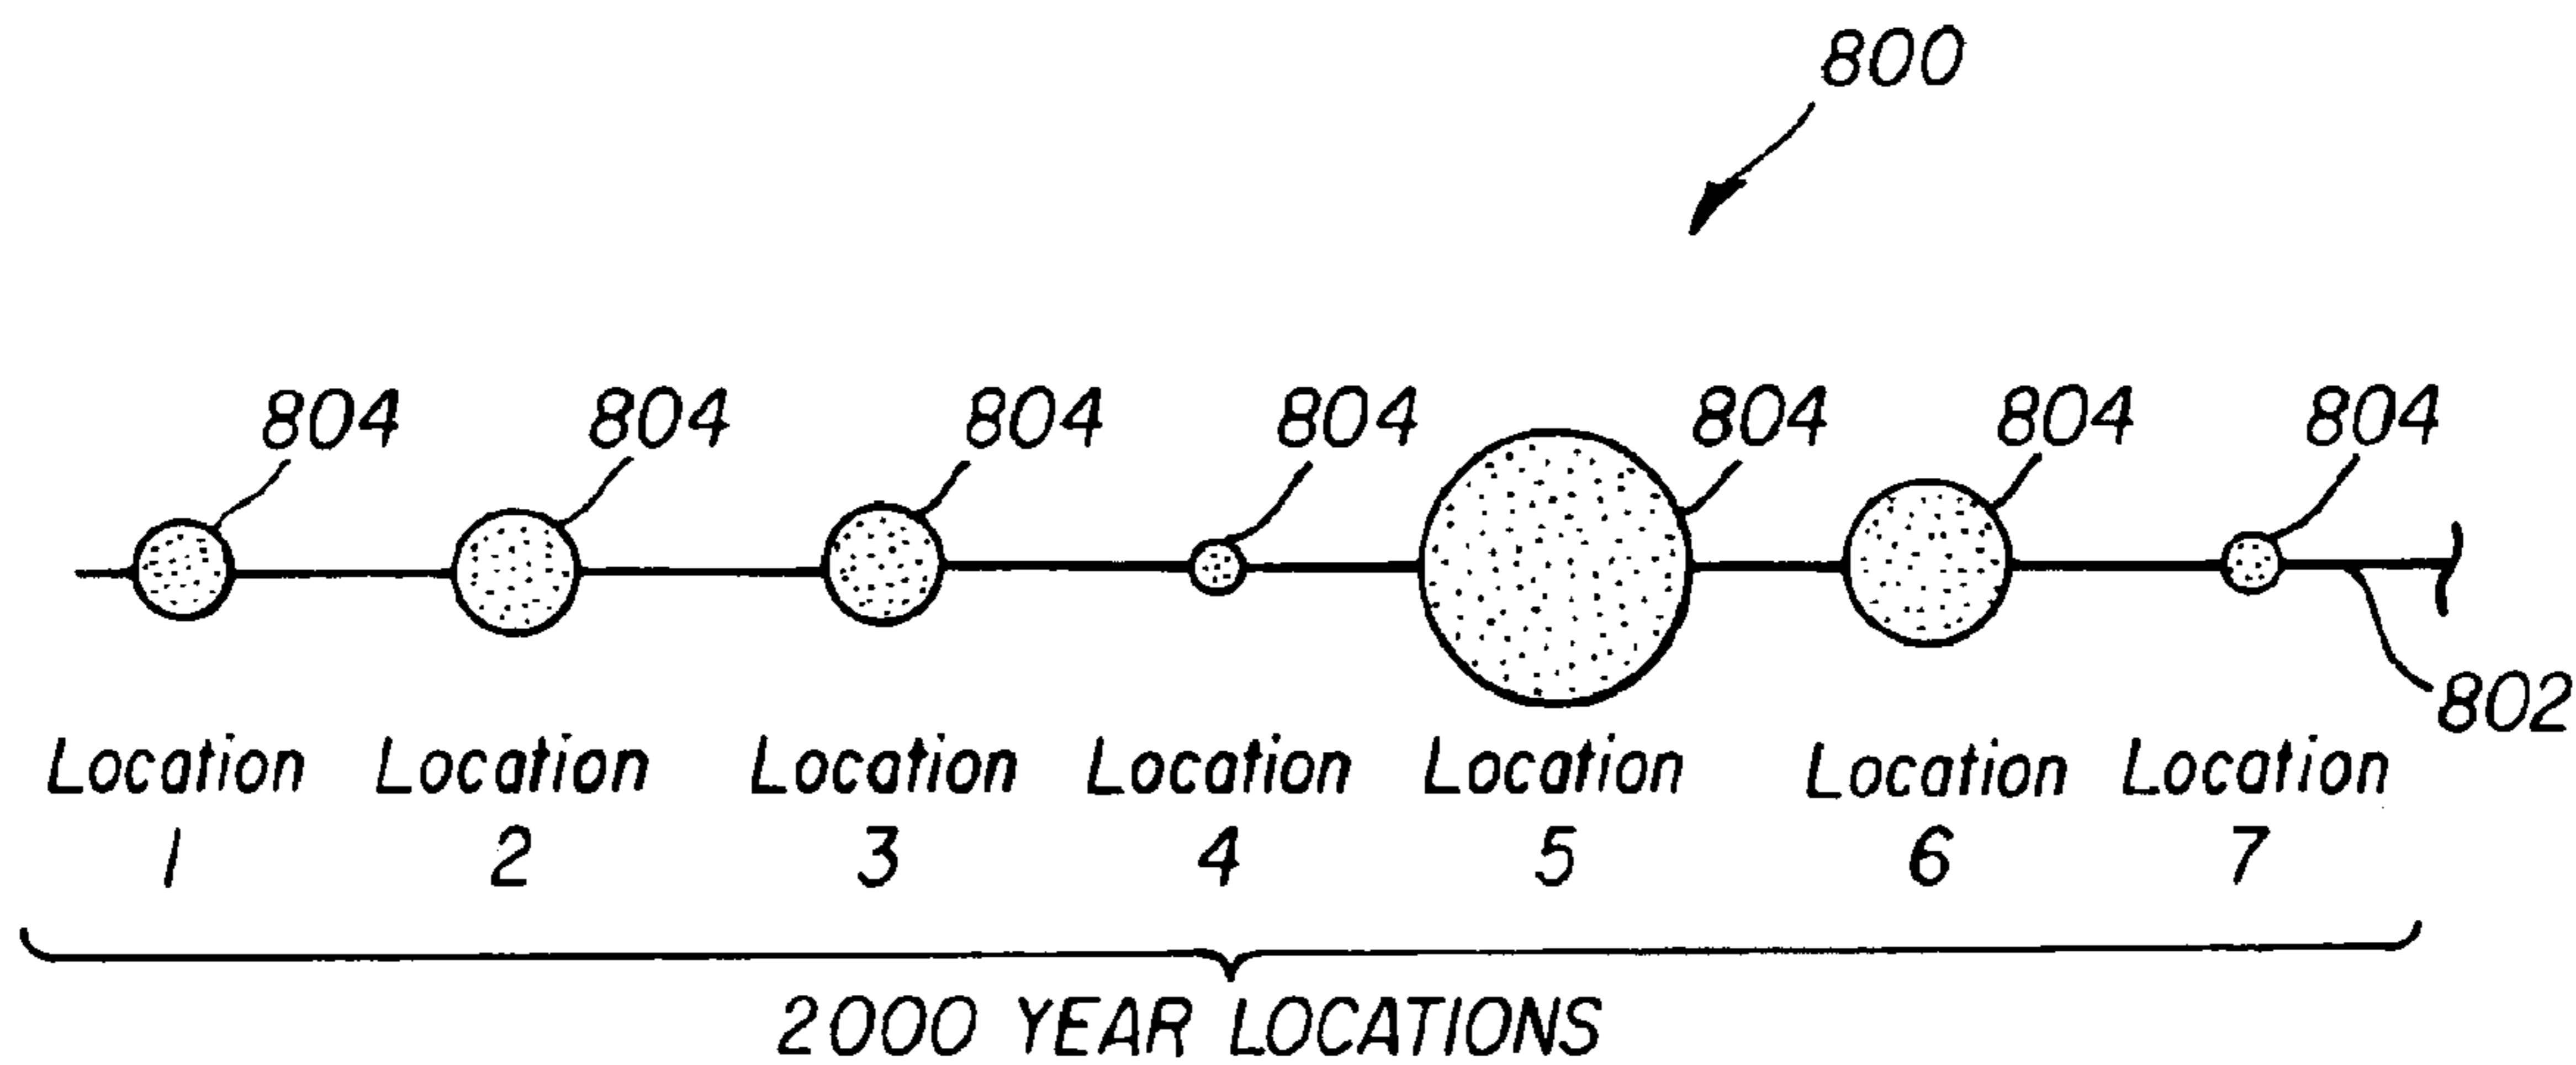 800
804 804 804 804 804 804 804
802
Location Location Location Location Location Location Location
1 2 3 4 5 6 7
2000 YEAR LOCATIONS